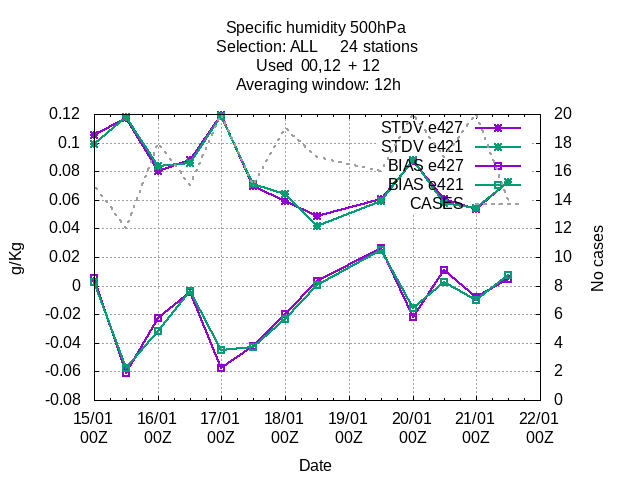 Specific humidity 500hPa
Selection: ALL 24 stations
Used 00,12 + 12
Averaging window: 12h
0.12
0.1
0.08
0.06
0.04
0.02
0
-0.02
-0.04
-0.06
-0.08
g/Kg
STDV e427
STDV e421
BIAS e427
BIAS e421
CASES
20
18
16
14
12
10
8
6
4
2
0
No cases
15/01 16/01 17/01 18/01 19/01 20/01 21/01 22/01
00Z 00Z 00Z 00Z 00Z 00Z 00Z 00Z
Date